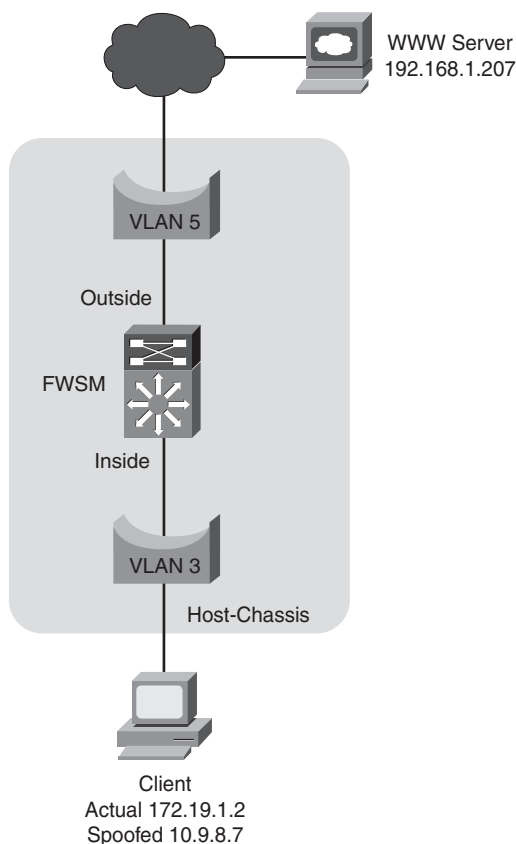 WWW Server
192.168.1.207
VLAN 5
Outside
FWSM
Inside
VLAN 3
Host-Chassis
Client
Actual 172.19.1.2
Spoofed 10.9.8.7